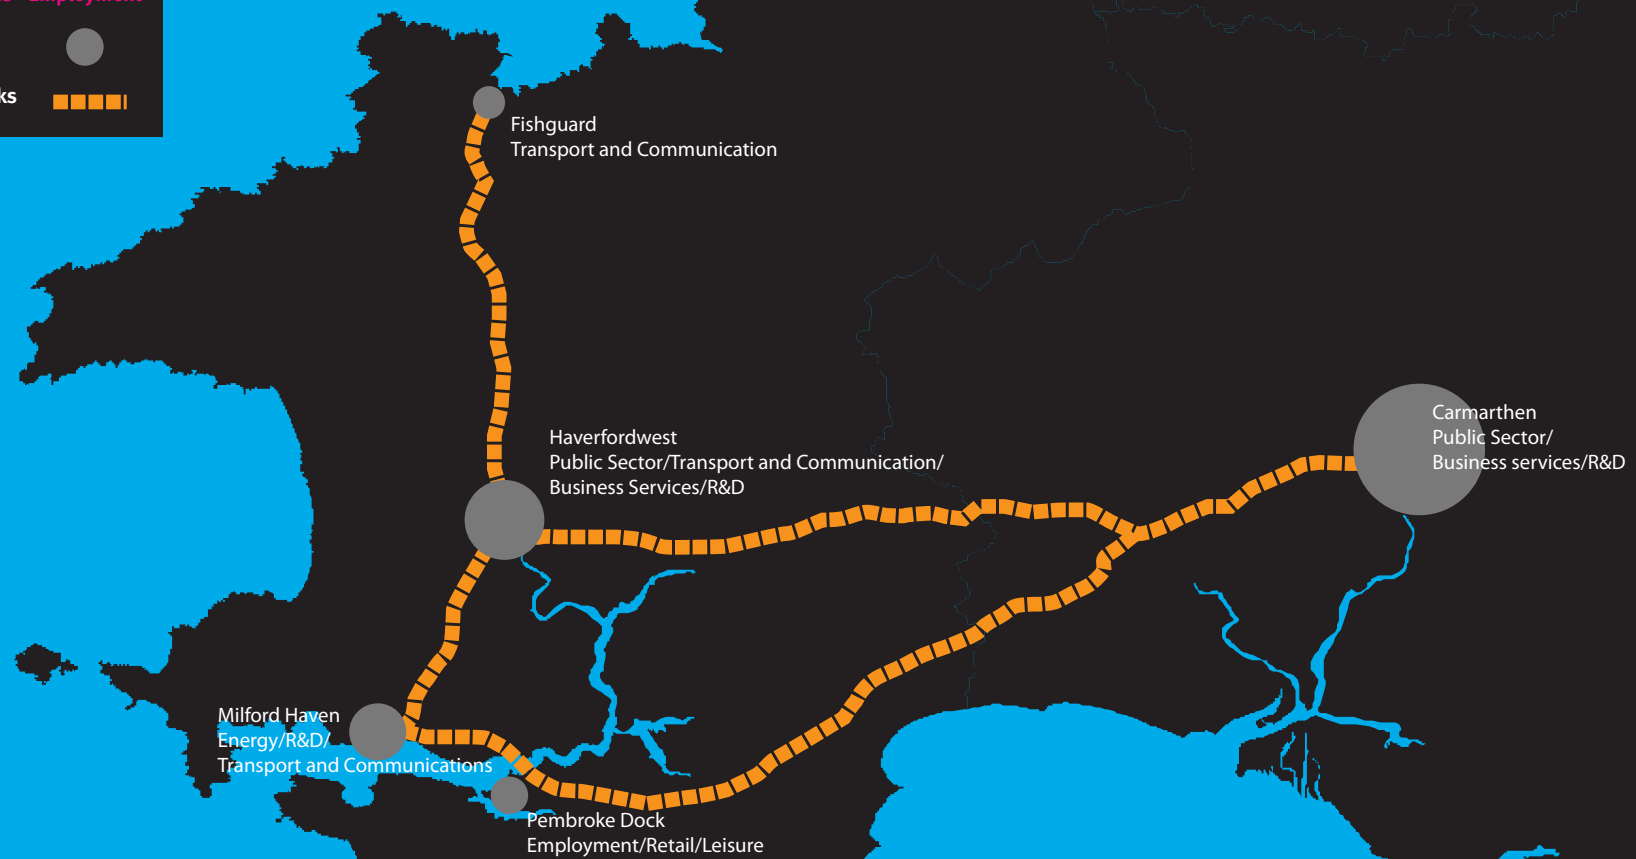 Employment
ks
Fishguard
Transport and Communication
Haverfordwest
Public Sector/Transport and Communication/
Business Services/R&D
Carmarthen
Public Sector/
Business services/R&D
Milford Haven
Energy/R&D/
Transport and Communications
Pembroke Dock
Employment/Retail/Leisure